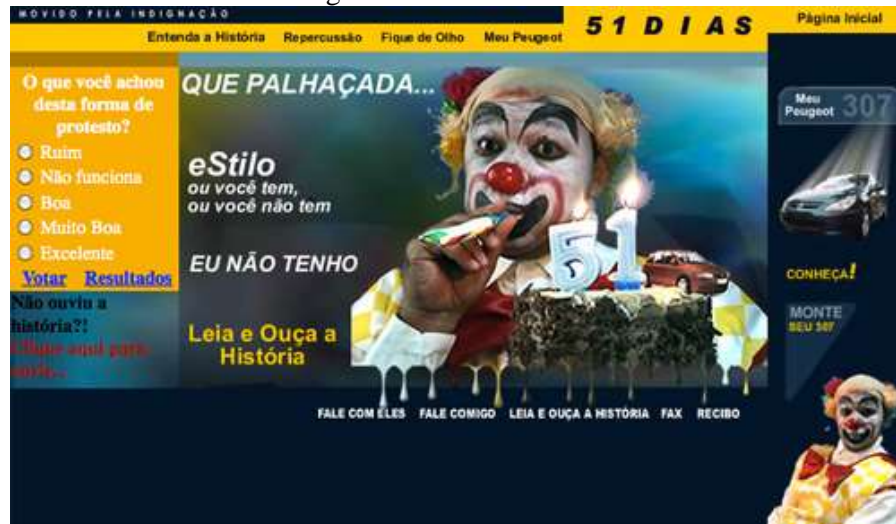 MOVIDO PELA INDIGNAÇÃO
51 DIAS
Página Inicial
Entenda a História Repercussão Fique de Olho Meu Peugeot
O que você achou
desta forma de
protesto?
Ruim
Não funciona
Boa
Muito Boa
Excelente
Votar Resultados
Não ouviu a
história?!
Clique aqui para
QUE PALHAÇADA...
eStilo
ou você tem,
ou você não tem
EU NÃO TENHO
Leia e Ouça a
História
51
Meu
Peugeot 307
CONHEÇA!
MONTE
SEU 307
FALE COM ELES FALE COMIGO LEIA E OUÇA A HISTÓRIA FAX RECIBO